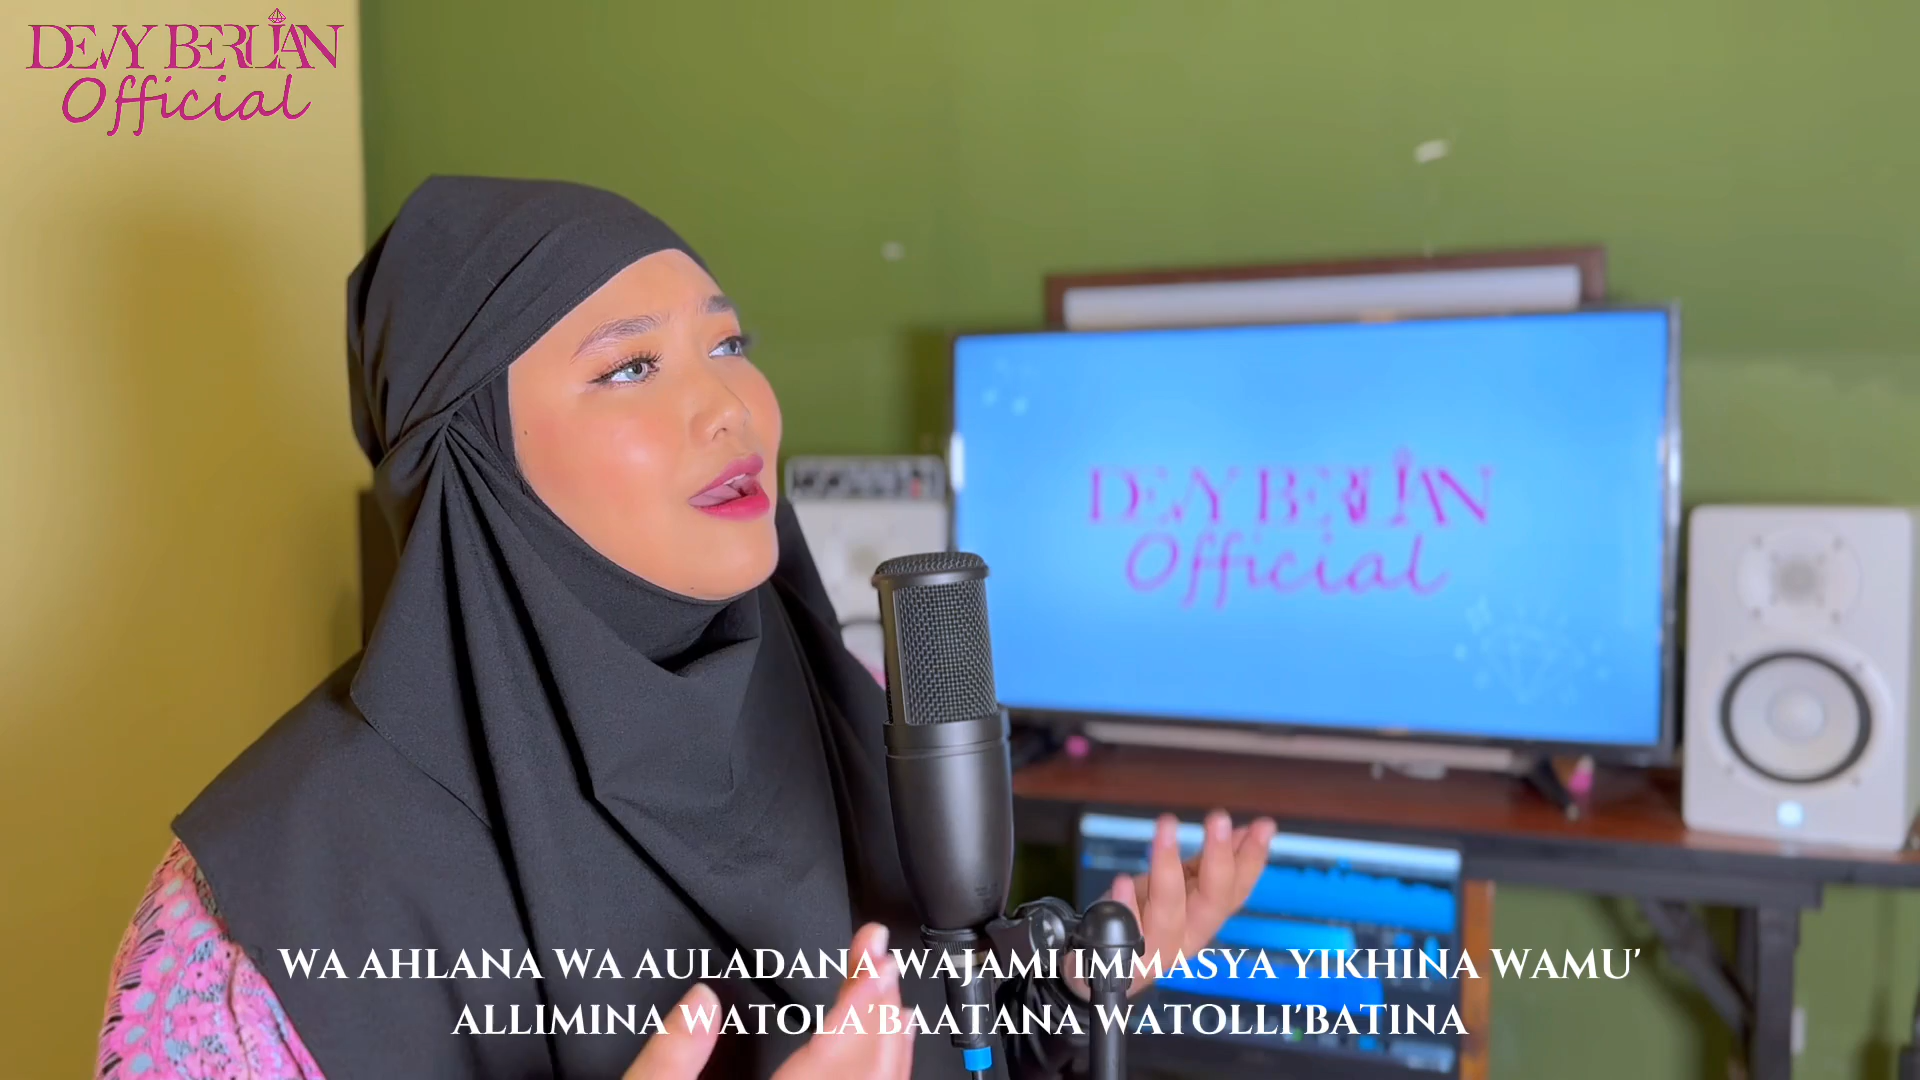 DEVY BERLIAN
Official
DEVY BERLIAN
Official
WA AHLANA WA AULADANA WAJAMI IMMASYA YIKHINA WAMU'
ALLIMINA WATOLA'BAATANA WATOLLI'BATINA